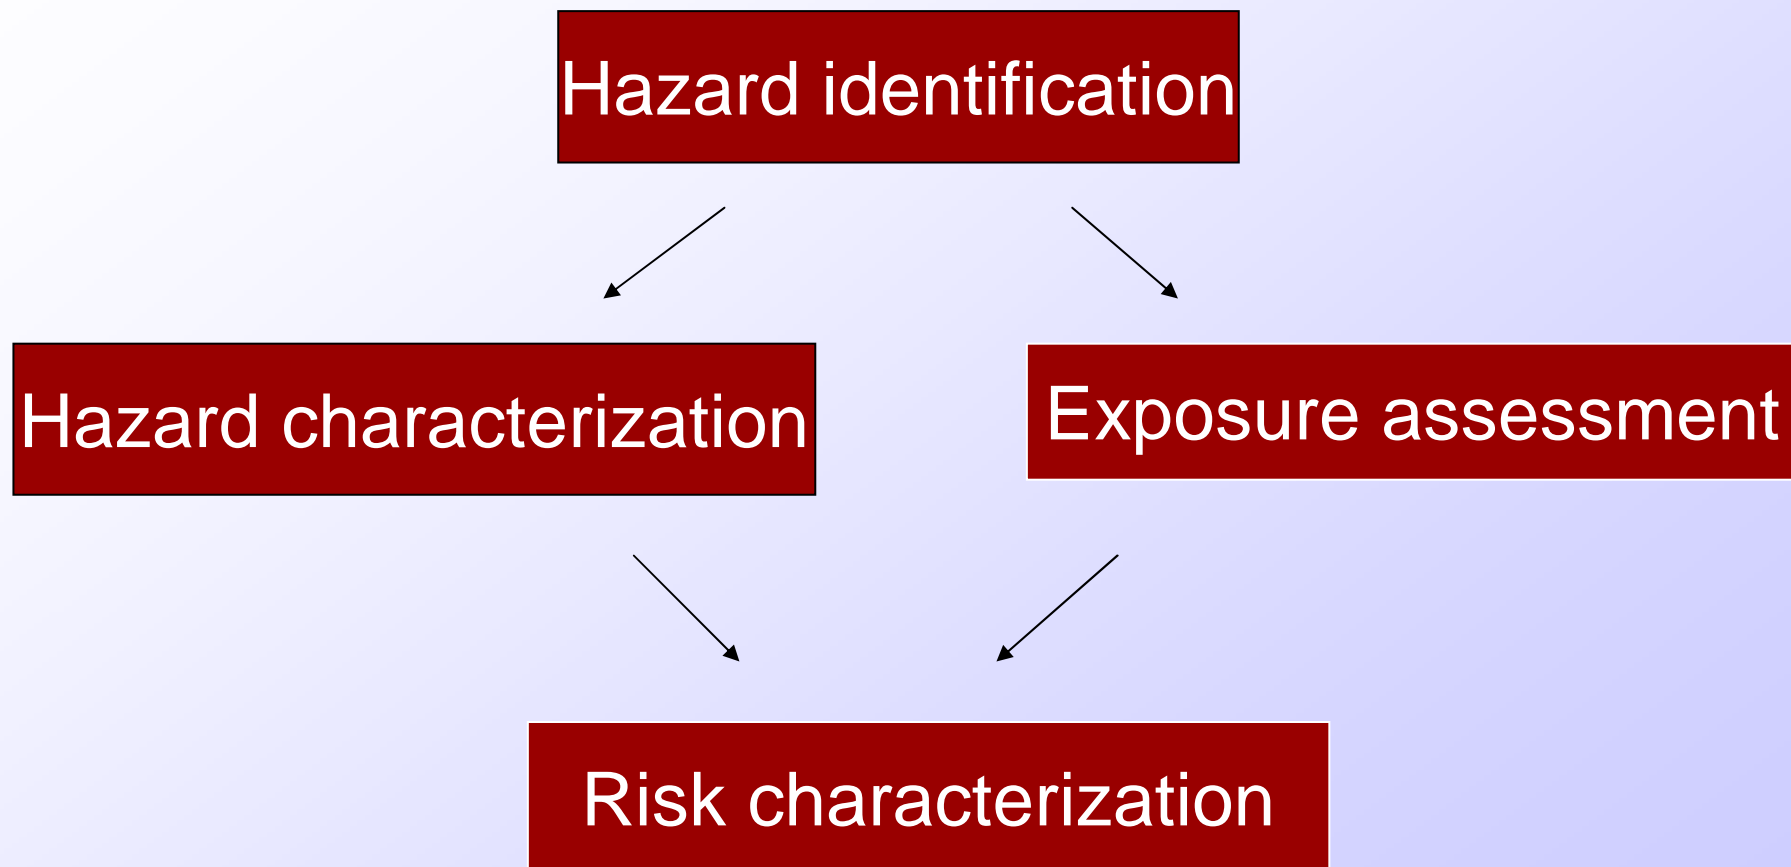 Hazard identification
Hazard characterization
Exposure assessment
Risk characterization